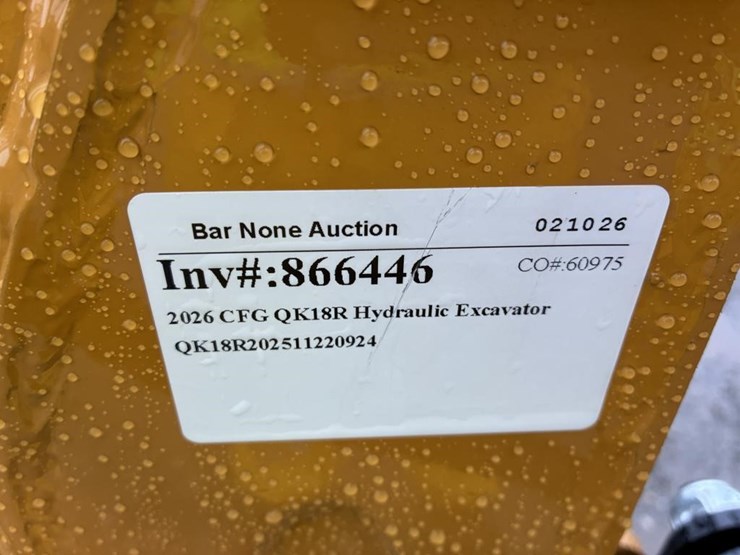 Bar None Auction 021026
Inv#:866446 CO#:60975
2026 CFG QK18R Hydraulic Excavator
QK18R202511220924